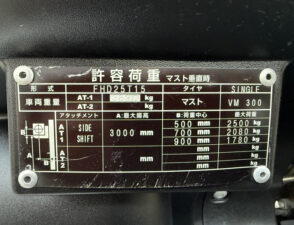 許容荷重 マスト垂直時
形式 FHD25T15 タイヤ SINGLE
車両重量 AT-1 kg マスト VM 300
AT-2 kg
アタッチメント A:最大揚高 B:荷重中心 最大荷重
AT1 SIDE SHIFT 3000 mm 500 mm 2500 kg
700 mm 2080 kg
900 mm 1780 kg
AT2 mm mm kg
A B